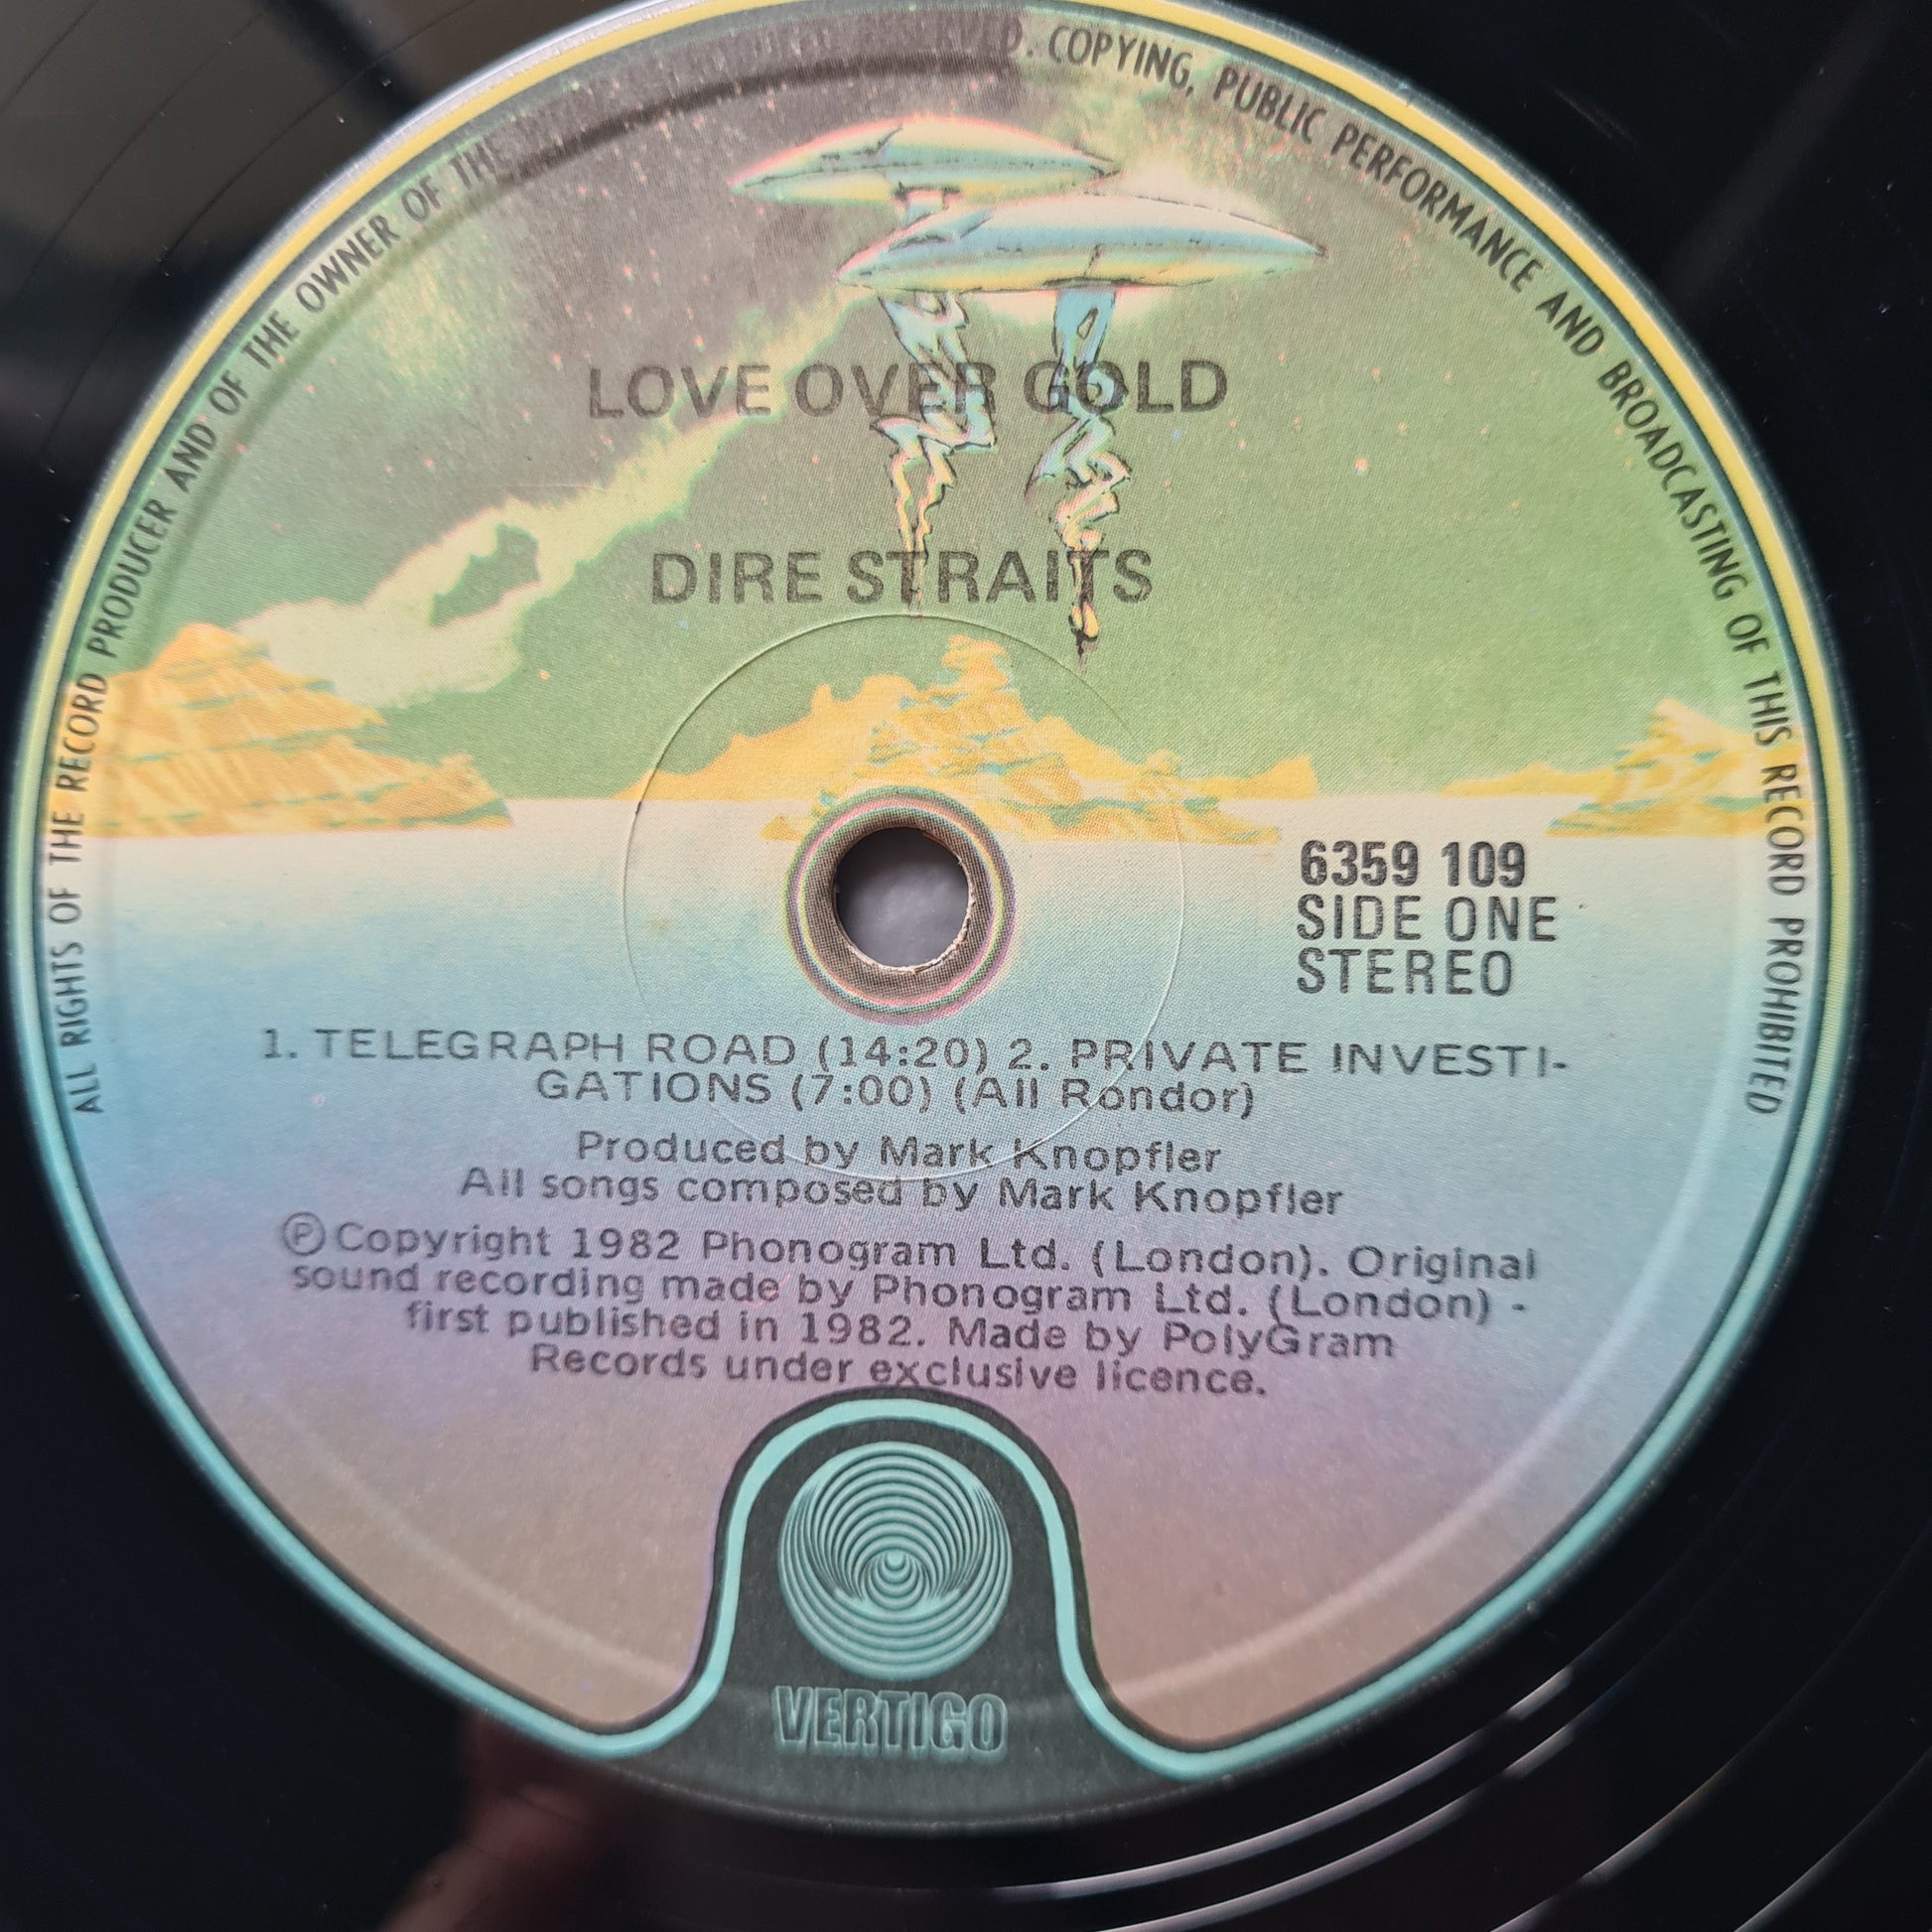 ALL RIGHTS OF THE RECORD PRODUCER AND OF THE OWNER OF THE RESERVED. COPYING, PUBLIC PERFORMANCE AND BROADCASTING OF THIS RECORD PROHIBITED
LOVE OVER GOLD
DIRE STRAITS
6359 109
SIDE ONE
STEREO
1. TELEGRAPH ROAD (14:20) 2. PRIVATE INVESTI-
GATIONS (7:00) (All Rondor)
Produced by Mark Knopfler
All songs composed by Mark Knopfler
ⓅCopyright 1982 Phonogram Ltd. (London). Original
sound recording made by Phonogram Ltd. (London) -
first published in 1982. Made by PolyGram
Records under exclusive licence.
VERTIGO